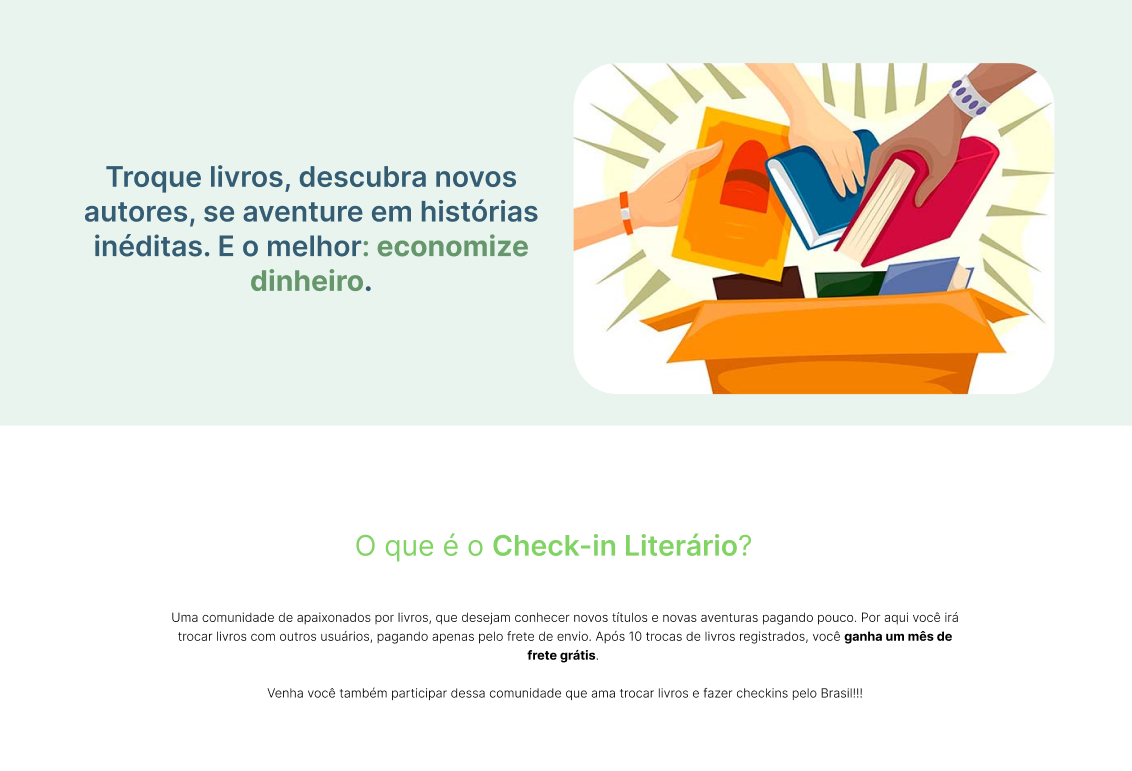 Troque livros, descubra novos
autores, se aventure em histórias
inéditas. E o melhor: economize
dinheiro.
O que é o Check-in Literário?
Uma comunidade de apaixonados por livros, que desejam conhecer novos títulos e novas aventuras pagando pouco. Por aqui você irá
trocar livros com outros usuários, pagando apenas pelo frete de envio. Após 10 trocas de livros registrados, você ganha um mês de
frete grátis.
Venha você também participar dessa comunidade que ama trocar livros e fazer checkins pelo Brasil!!!